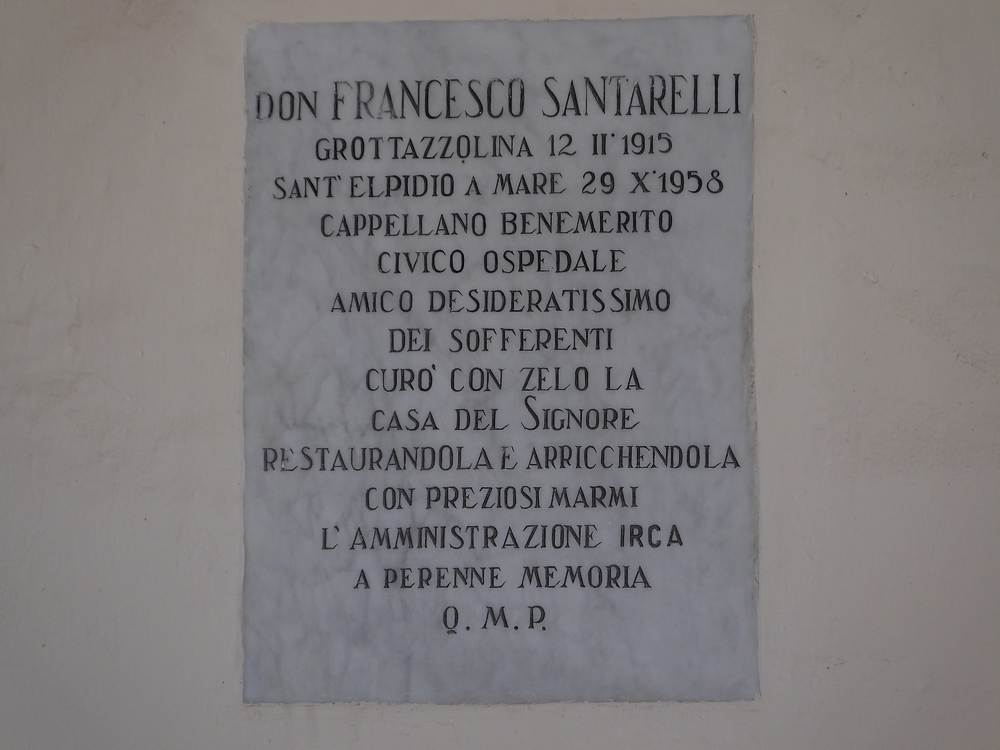 DON FRANCESCO SANTARELLI
GROTTAZZOLINA 12 II 1915
SANT' ELPIDIO A MARE 29 X 1958
CAPPELLANO BENEMERITO
CIVICO OSPEDALE
AMICO DESIDERATISSIMO
DEI SOFFERENTI
CURO' CON ZELO LA
CASA DEL SIGNORE
RESTAURANDOLA E ARRICCHENDOLA
CON PREZIOSI MARMI
L' AMMINISTRAZIONE IRCA
A PERENNE MEMORIA
Q. M. P.